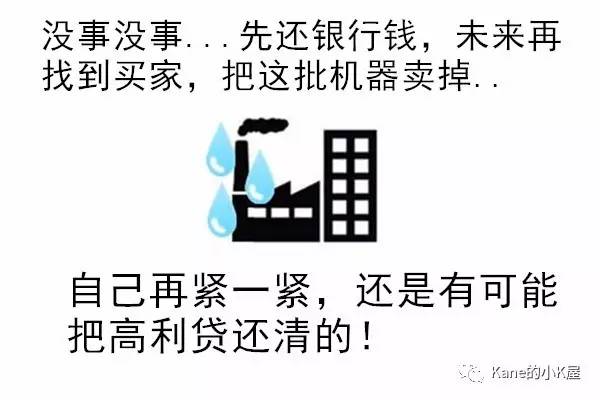 没事没事...先还银行钱，未来再
找到买家，把这批机器卖掉..
自己再紧一紧，还是有可能
把高利贷还清的！
Kane的小K屋